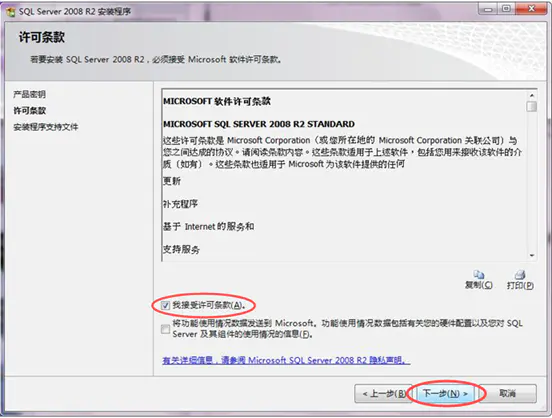 SQL Server 2008 R2 安装程序
许可条款
若要安装 SQL Server 2008 R2，必须接受 Microsoft 软件许可条款。
产品密钥
许可条款
安装程序支持文件
MICROSOFT 软件许可条款
MICROSOFT SQL SERVER 2008 R2 STANDARD
这些许可条款是 Microsoft Corporation（或您所在地的 Microsoft Corporation 关联公司）与
您之间达成的协议。请阅读条款内容。这些条款适用于上述软件，包括您用来接收该软件的介
质（如有）。这些条款也适用于 Microsoft 为该软件提供的任何
更新
补充程序
基于 Internet 的服务和
支持服务
复制(C)
打印(P)
我接受许可条款(A)。
将功能使用情况数据发送到 Microsoft。功能使用情况数据包括有关您的硬件配置以及您对 SQL
Server 及其组件的使用情况的信息(F)。
有关详细信息，请参阅 Microsoft SQL Server 2008 R2 隐私声明。
< 上一步(B)
下一步(N) >
取消